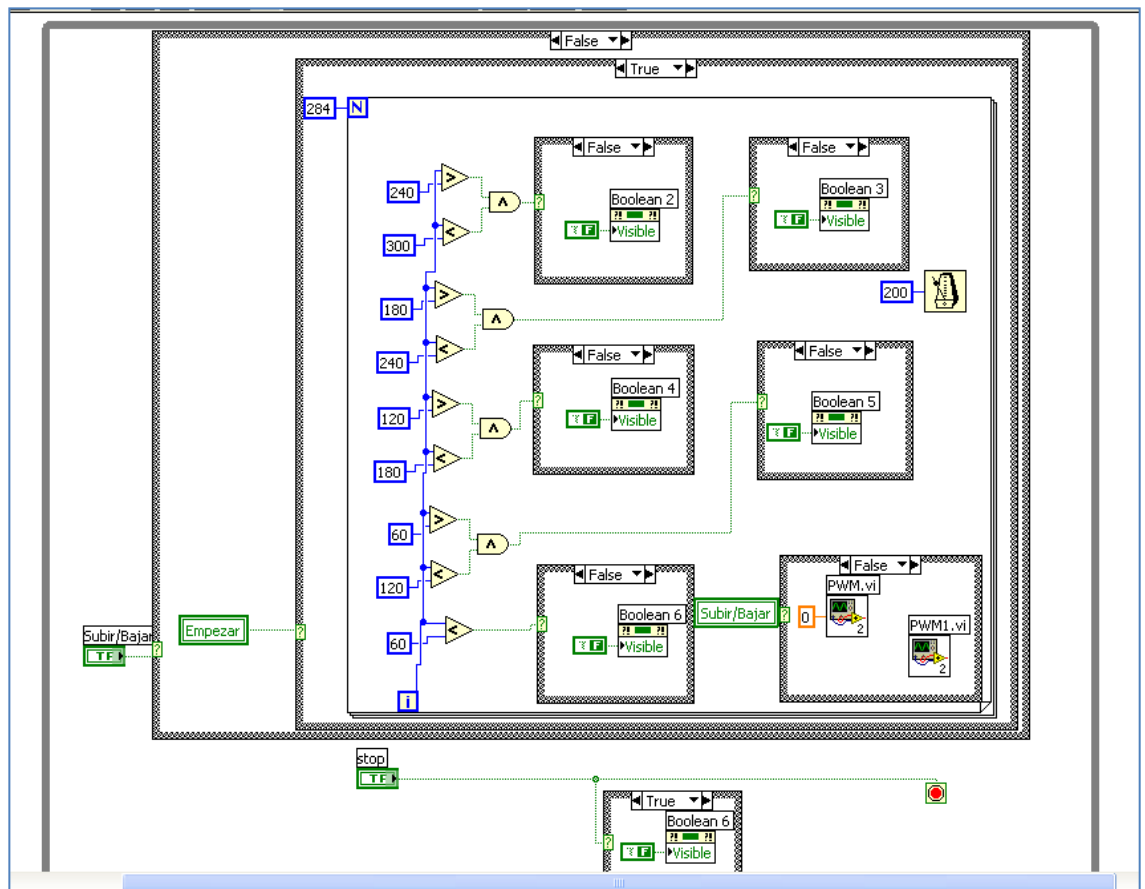 False
True
284 N
False
False
240
Boolean 2
Boolean 3
F Visible
F Visible
300
180
200
240
False
False
120
Boolean 4
Boolean 5
F Visible
F Visible
180
60
120
False
False
PWM.vi
Boolean 6
Subir/Bajar
0
2
Empezar
PWM1.vi
Subir/Bajar
60
F Visible
TF
2
i
stop
TF
True
Boolean 6
F Visible